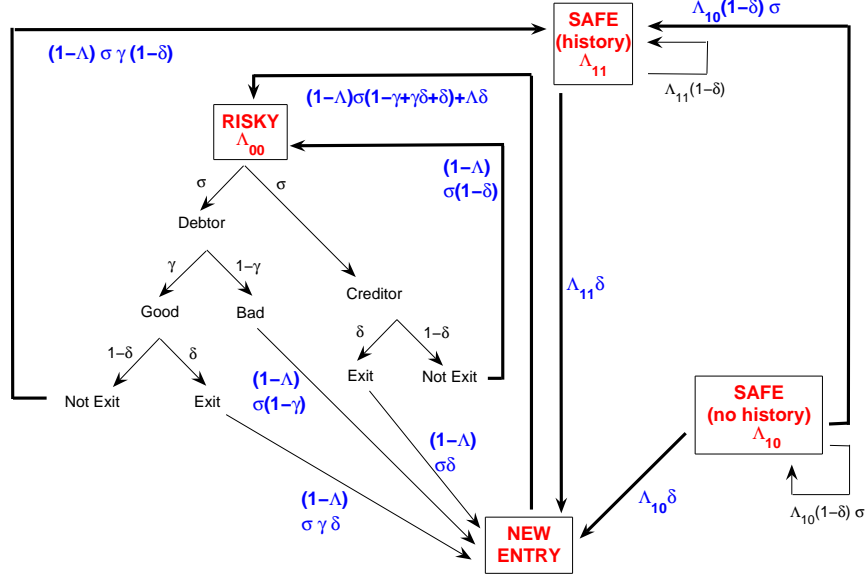 Λ10(1−δ) σ
SAFE
(history)
Λ11
(1−Λ) σ γ (1−δ)
Λ11(1−δ)
(1−Λ)σ(1−γ+γδ+δ)+Λδ
RISKY
Λ00
(1−Λ)
σ(1−δ)
σ
σ
Debtor
γ
1−γ
Λ11δ
Creditor
Good
Bad
δ
1−δ
1−δ
δ
Exit
Not Exit
(1−Λ)
σ(1−γ)
Not Exit
Exit
SAFE
(no history)
Λ10
(1−Λ)
σδ
Λ10δ
(1−Λ)
σ γ δ
Λ10(1−δ) σ
NEW
ENTRY